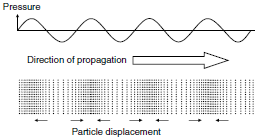 Pressure
Direction of propagation
Particle displacement